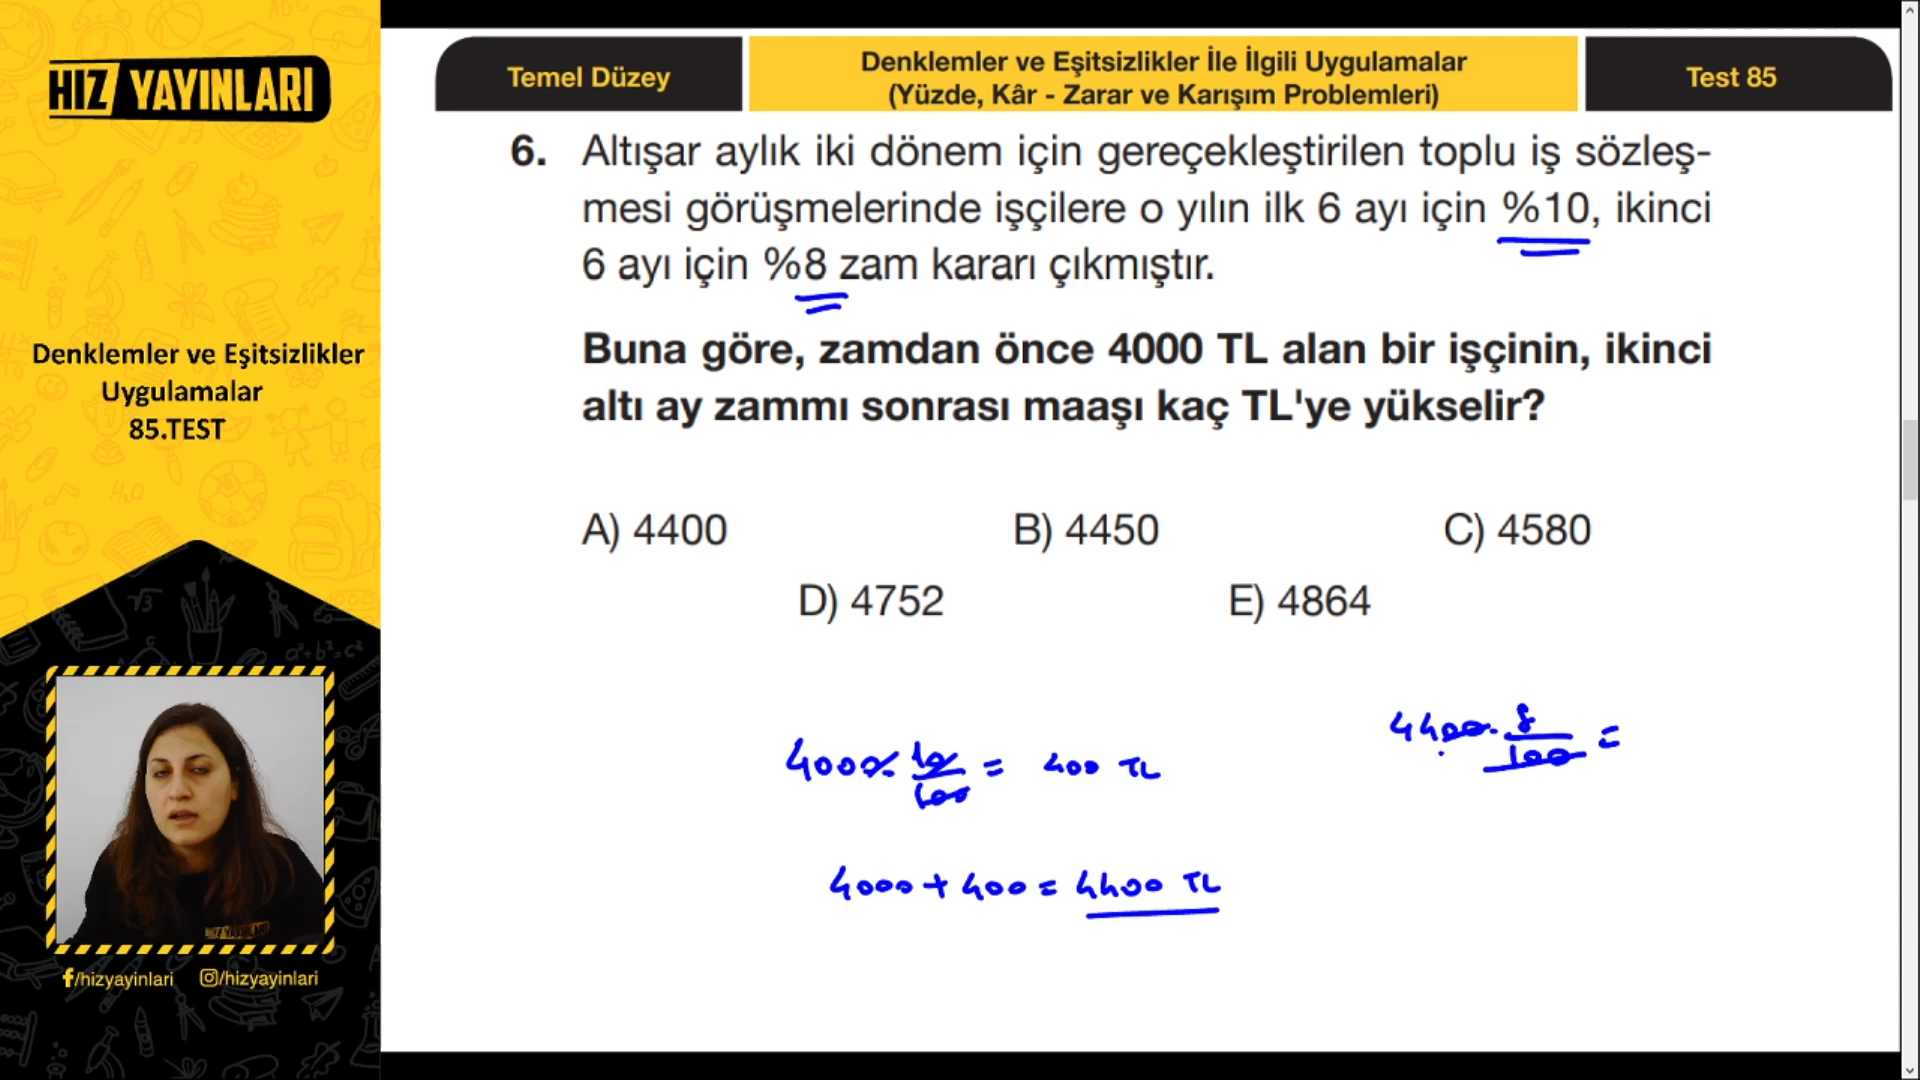 HIZ YAYINLARI
Denklemler ve Eşitsizlikler
Uygulamalar
85.TEST
/hizyayinlari /hizyayinlari
Temel Düzey
Denklemler ve Eşitsizlikler İle İlgili Uygulamalar
(Yüzde, Kâr - Zarar ve Karışım Problemleri)
Test 85
6. Altışar aylık iki dönem için gereçekleştirilen toplu iş sözleş-
mesi görüşmelerinde işçilere o yılın ilk 6 ayı için %10, ikinci
6 ayı için %8 zam kararı çıkmıştır.
Buna göre, zamdan önce 4000 TL alan bir işçinin, ikinci
altı ay zammı sonrası maaşı kaç TL'ye yükselir?
A) 4400 B) 4450 C) 4580
D) 4752 E) 4864
4000 · 10/100 = 400 TL
4000 + 400 = 4400 TL
4400 · 8/100 =